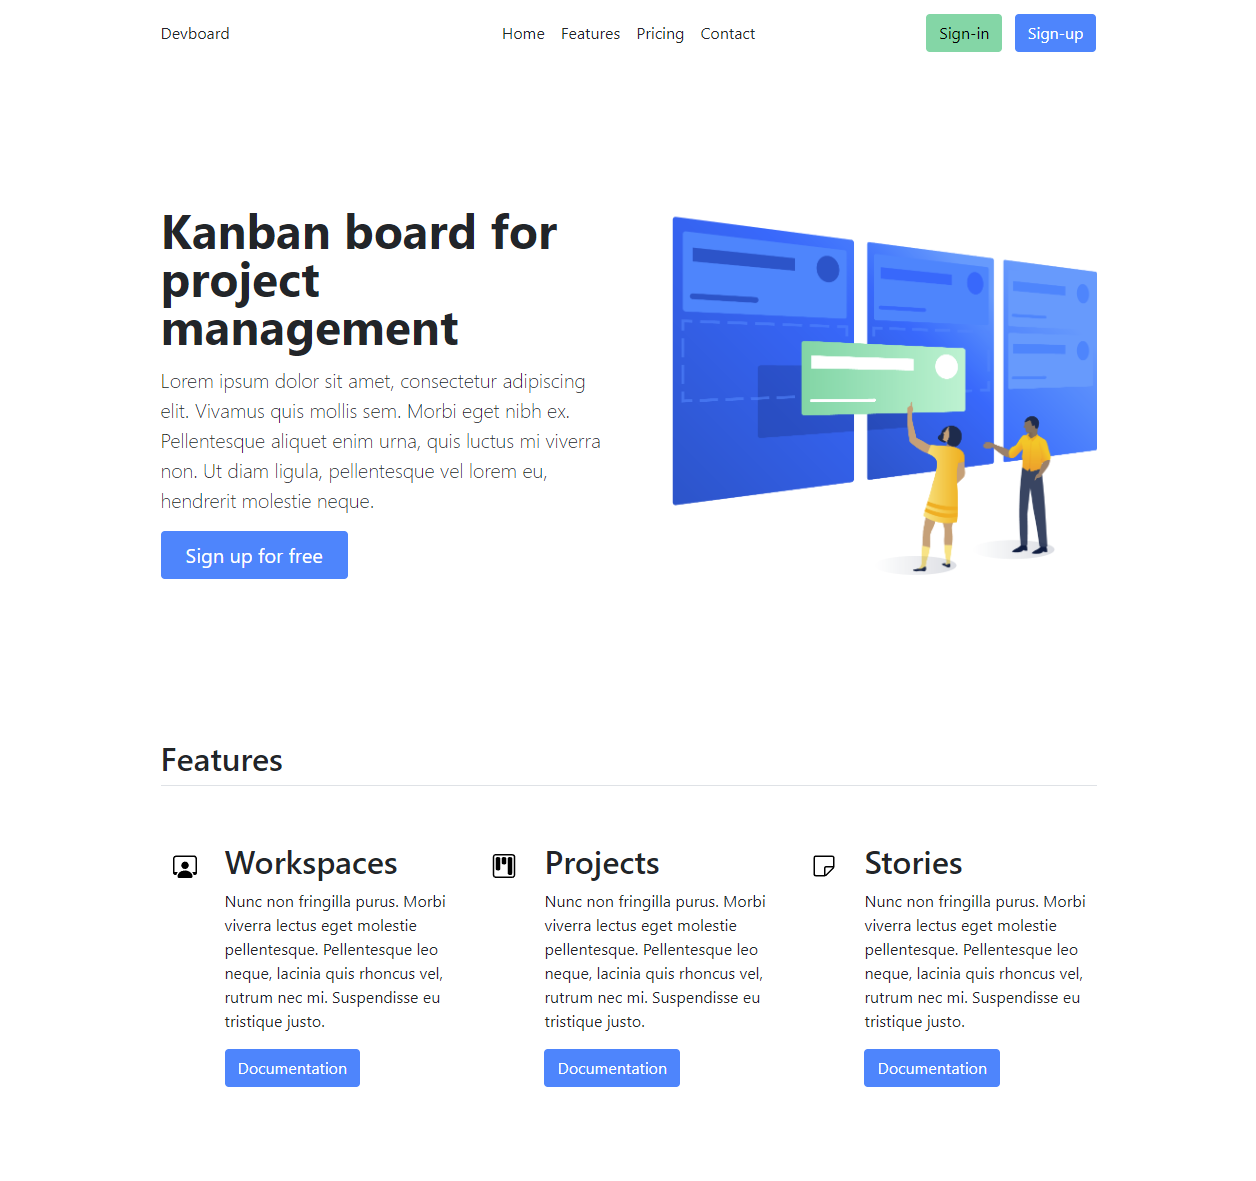 Devboard
Home Features Pricing Contact
Sign-in Sign-up
Kanban board for
project
management
Lorem ipsum dolor sit amet, consectetur adipiscing
elit. Vivamus quis mollis sem. Morbi eget nibh ex.
Pellentesque aliquet enim urna, quis luctus mi viverra
non. Ut diam ligula, pellentesque vel lorem eu,
hendrerit molestie neque.
Sign up for free
Features
Workspaces
Nunc non fringilla purus. Morbi
viverra lectus eget molestie
pellentesque. Pellentesque leo
neque, lacinia quis rhoncus vel,
rutrum nec mi. Suspendisse eu
tristique justo.
Documentation
Projects
Nunc non fringilla purus. Morbi
viverra lectus eget molestie
pellentesque. Pellentesque leo
neque, lacinia quis rhoncus vel,
rutrum nec mi. Suspendisse eu
tristique justo.
Documentation
Stories
Nunc non fringilla purus. Morbi
viverra lectus eget molestie
pellentesque. Pellentesque leo
neque, lacinia quis rhoncus vel,
rutrum nec mi. Suspendisse eu
tristique justo.
Documentation